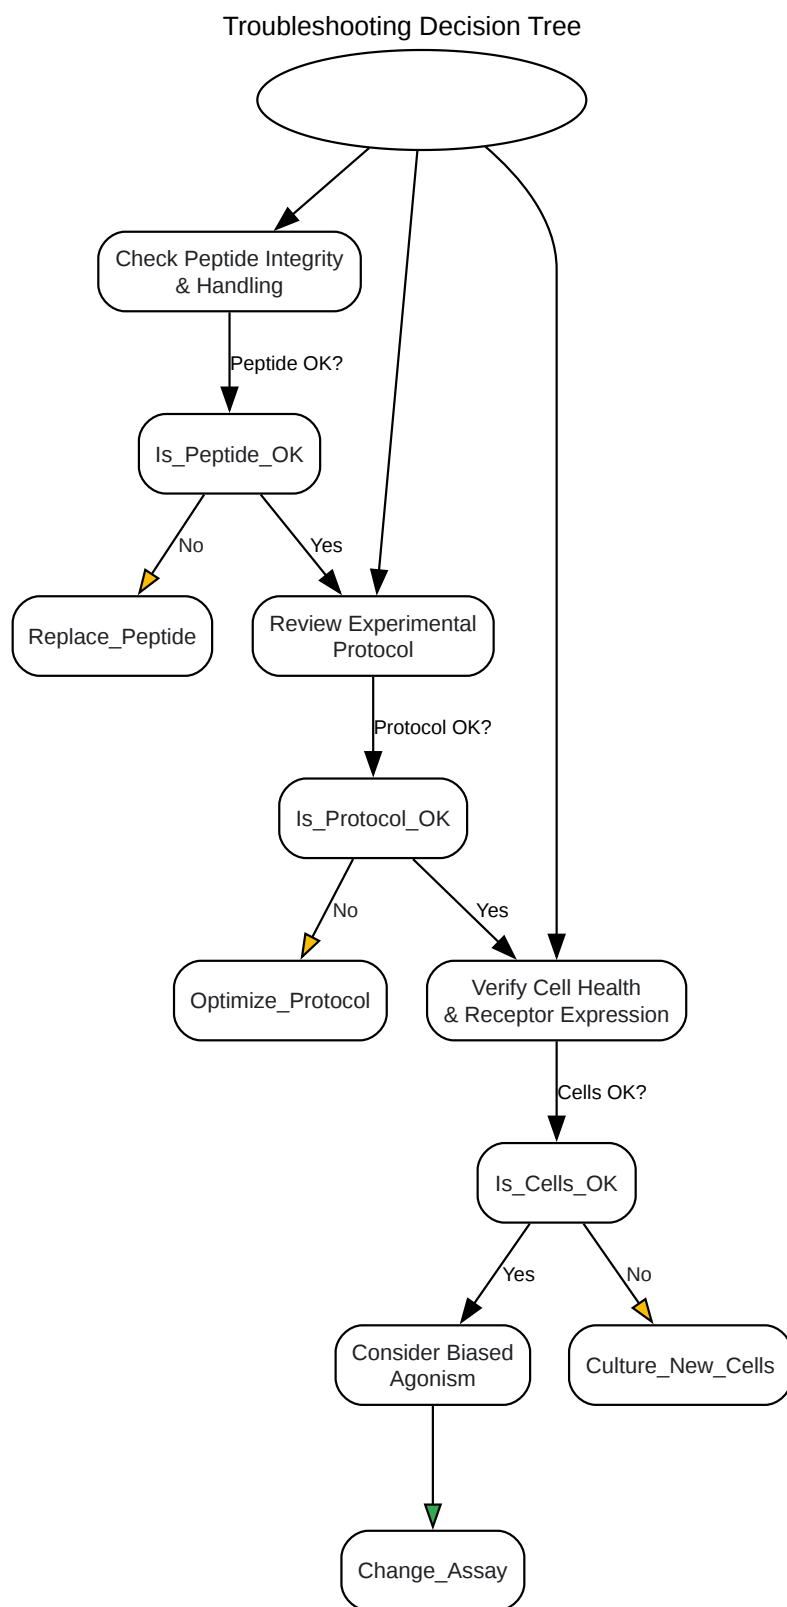 Troubleshooting Decision Tree
Check Peptide Integrity
& Handling
Peptide OK?
Is_Peptide_OK
No
Yes
Replace_Peptide
Review Experimental
Protocol
Protocol OK?
Is_Protocol_OK
No
Yes
Optimize_Protocol
Verify Cell Health
& Receptor Expression
Cells OK?
Is_Cells_OK
Yes
No
Consider Biased
Agonism
Culture_New_Cells
Change_Assay